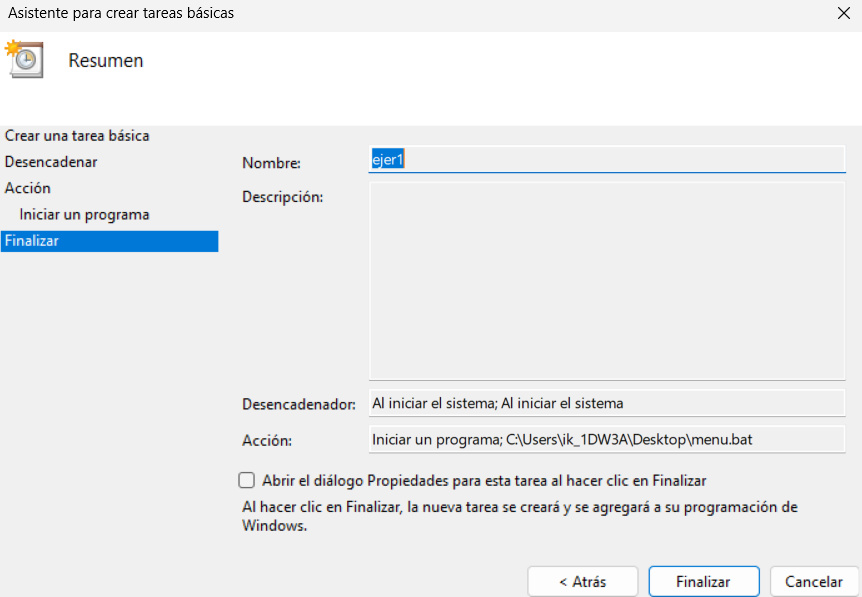 Asistente para crear tareas básicas
Resumen
Crear una tarea básica
Desencadenar
Acción
Iniciar un programa
Finalizar
Nombre: ejer1
Descripción:
Desencadenador: Al iniciar el sistema; Al iniciar el sistema
Acción: Iniciar un programa; C:\Users\ik_1DW3A\Desktop\menu.bat
Abrir el diálogo Propiedades para esta tarea al hacer clic en Finalizar
Al hacer clic en Finalizar, la nueva tarea se creará y se agregará a su programación de
Windows.
< Atrás Finalizar Cancelar